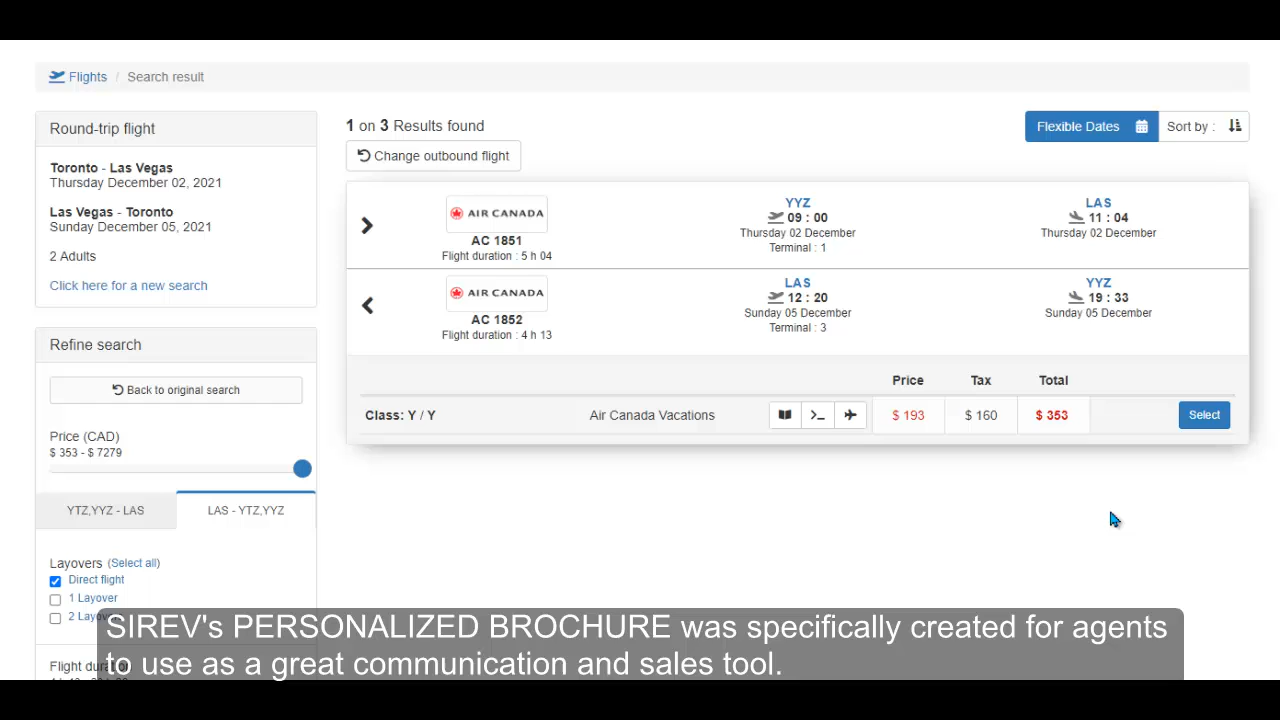 Flights / Search result
Round-trip flight
Toronto - Las Vegas
Thursday December 02, 2021
Las Vegas - Toronto
Sunday December 05, 2021
2 Adults
Click here for a new search
Refine search
Back to original search
Price (CAD)
$ 353 - $ 7279
YTZ,YYZ - LAS
LAS - YTZ,YYZ
Layovers (Select all)
Direct flight
1 Layover
2 Layover
Flight duration
1 on 3 Results found
Flexible Dates
Sort by :
Change outbound flight
AIR CANADA
AC 1851
Flight duration : 5 h 04
YYZ
09 : 00
Thursday 02 December
Terminal : 1
LAS
11 : 04
Thursday 02 December
AIR CANADA
AC 1852
Flight duration : 4 h 13
LAS
12 : 20
Sunday 05 December
Terminal : 3
YYZ
19 : 33
Sunday 05 December
Price Tax Total
Class: Y / Y Air Canada Vacations $ 193 $ 160 $ 353 Select
SIREV's PERSONALIZED BROCHURE was specifically created for agents
to use as a great communication and sales tool.